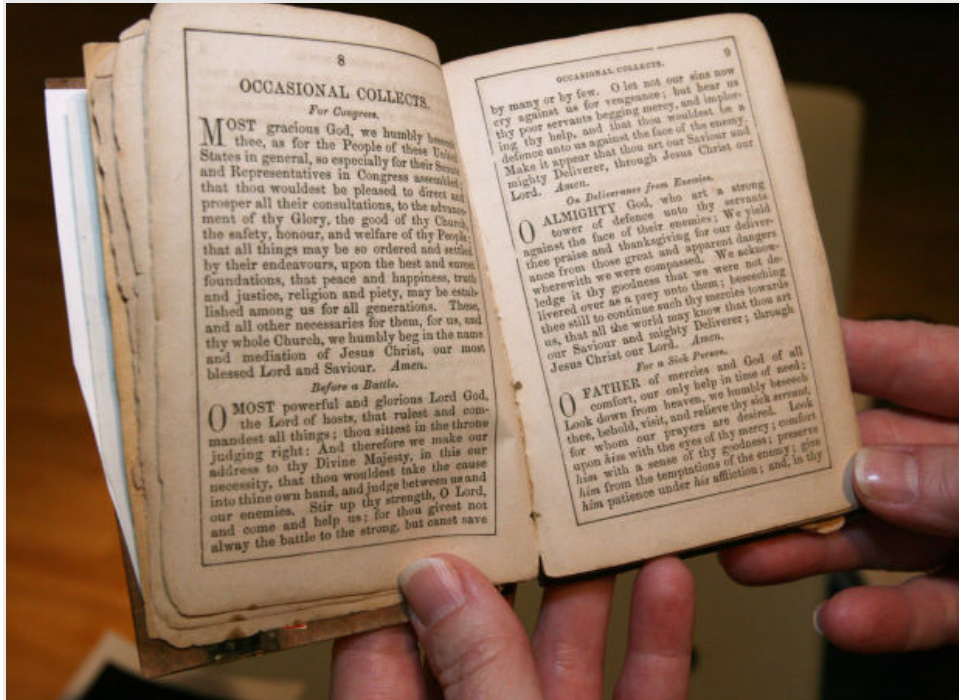 8
OCCASIONAL COLLECTS.
For Congress.
MOST gracious God, we humbly beseech
thee, as for the People of these United
States in general, so especially for their Senate
and Representatives in Congress assembled;
that thou wouldest be pleased to direct and
prosper all their consultations, to the advance-
ment of thy Glory, the good of thy Church,
the safety, honour, and welfare of thy People;
that all things may be so ordered and settled
by their endeavours, upon the best and surest
foundations, that peace and happiness, truth
and justice, religion and piety, may be estab-
lished among us for all generations. These,
and all other necessaries for them, for us, and
thy whole Church, we humbly beg in the name
and mediation of Jesus Christ, our most
blessed Lord and Saviour. Amen.
Before a Battle.
O MOST powerful and glorious Lord God,
the Lord of hosts, that rulest and com-
mandest all things; thou sittest in the throne
judging right: And therefore we make our
address to thy Divine Majesty, in this our
necessity, that thou wouldest take the cause
into thine own hand, and judge between us and
our enemies. Stir up thy strength, O Lord,
and come and help us; for thou givest not
alway the battle to the strong, but canst save
9
OCCASIONAL COLLECTS.
by many or by few. O let not our sins now
cry against us for vengeance; but hear us
thy poor servants begging mercy, and implor-
ing thy help, and that thou wouldest be a
defence unto us against the face of the enemy.
Make it appear that thou art our Saviour and
mighty Deliverer, through Jesus Christ our
Lord. Amen.
On Deliverance from Enemies.
O ALMIGHTY God, who art a strong
tower of defence unto thy servants
against the face of their enemies; We yield
thee praise and thanksgiving for our deliver-
ance from those great and apparent dangers
wherewith we were compassed. We acknow-
ledge it thy goodness that we were not de-
livered over as a prey unto them; beseeching
thee still to continue such thy mercies towards
us, that all the world may know that thou art
our Saviour and mighty Deliverer; through
Jesus Christ our Lord. Amen.
For a Sick Person.
O FATHER of mercies and God of all
comfort, our only help in time of need;
Look down from heaven, we humbly beseech
thee, behold, visit, and relieve thy sick servant,
for whom our prayers are desired. Look
upon him with the eyes of thy mercy; comfort
him with a sense of thy goodness; preserve
him from the temptations of the enemy; give
him patience under his affliction; and, in thy